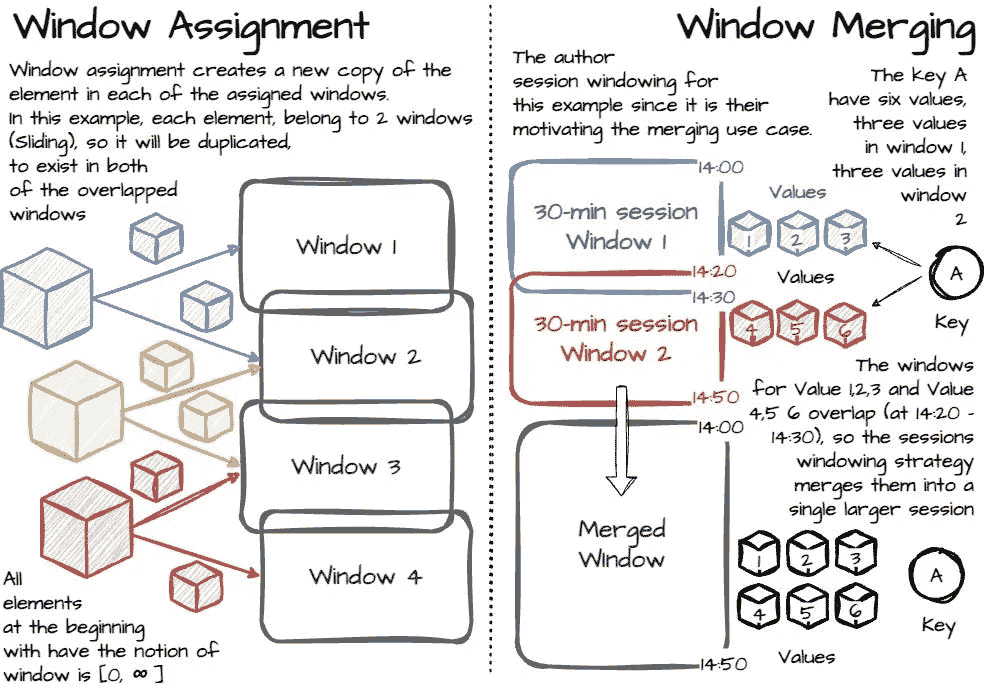 Window Assignment
Window assignment creates a new copy of the
element in each of the assigned windows.
In this example, each element, belong to 2 windows
(Sliding), so it will be duplicated,
to exist in both
of the overlapped
windows
Window 1
Window 2
Window 3
Window 4
All
elements
at the beginning
with have the notion of
window is [0, ∞ ]
Window Merging
The author
session windowing for
this example since it is their
motivating the merging use case.
The Key A
have six values,
three values
in window 1,
three values in
window
2
14:00
30-min session
Window 1
Values
1 2 3
14:20
14:30
A
Key
Values
30-min session
Window 2
4 5 6
14:50
The windows
for Value 1,2,3 and Value
4,5 6 overlap (at 14:20 -
14:30), so the sessions
windowing strategy
merges them into a
single larger session
14:00
Merged
Window
1 2 3
4 5 6
A
Key
Values
14:50